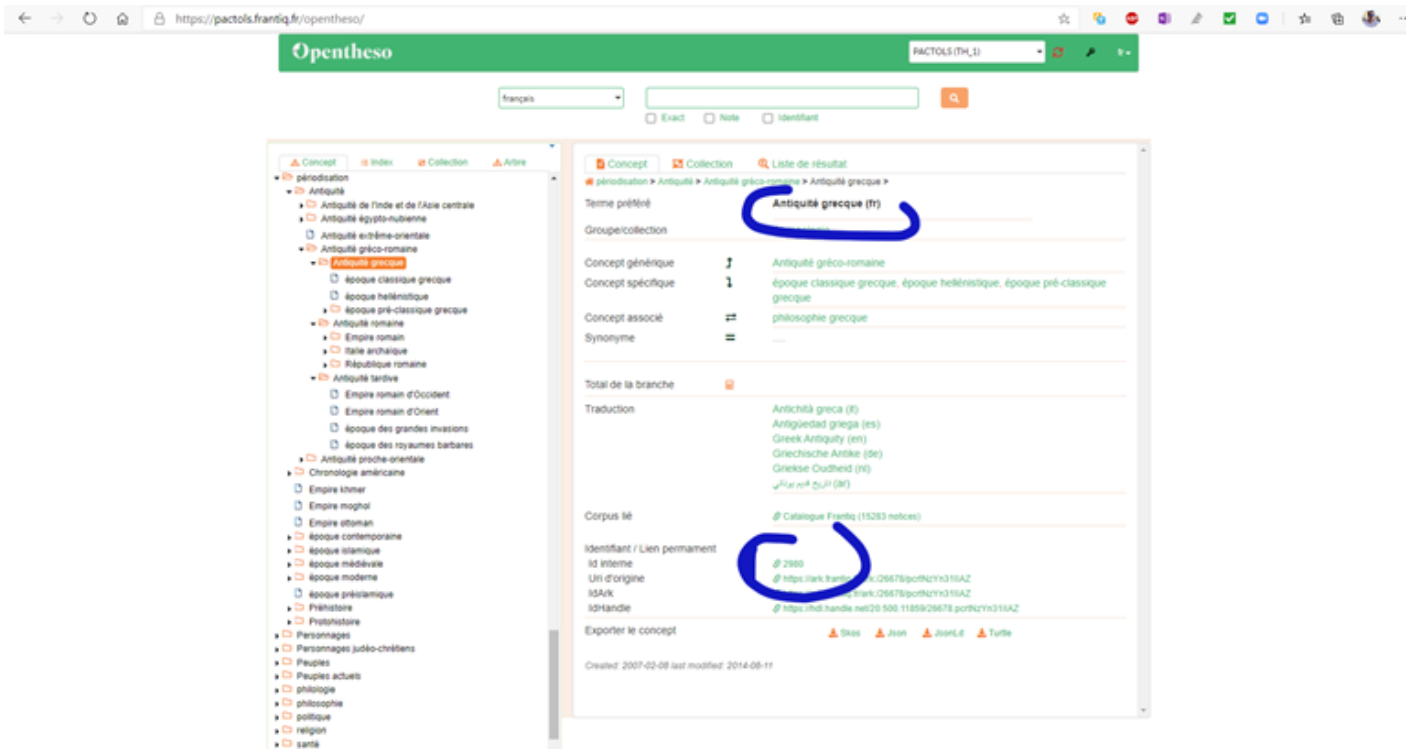 https://pactols.frantiq.fr/opentheso/
Opentheso
PACTOLS (TH_1)
fr
français
Exact Note Identifiant
Concept Index Collection Arbre
périodisation
Antiquité
Antiquité de l'Inde et de l'Asie centrale
Antiquité égypto-nubienne
Antiquité extrême-orientale
Antiquité gréco-romaine
Antiquité grecque
époque classique grecque
époque hellénistique
époque pré-classique grecque
Antiquité romaine
Empire romain
Italie archaïque
République romaine
Antiquité tardive
Empire romain d'Occident
Empire romain d'Orient
époque des grandes invasions
époque des royaumes barbares
Antiquité proche-orientale
Chronologie américaine
Empire khmer
Empire moghol
Empire ottoman
époque contemporaine
époque islamique
époque médiévale
époque moderne
époque préislamique
Préhistoire
Protohistoire
Personnages
Personnages judéo-chrétiens
Peuples
Peuples actuels
philologie
philosophie
politique
religion
santé
Concept Collection Liste de résultat
périodisation > Antiquité > Antiquité gréco-romaine > Antiquité grecque >
Terme préféré Antiquité grecque (fr)
Groupe/collection
Concept générique Antiquité gréco-romaine
Concept spécifique époque classique grecque, époque hellénistique, époque pré-classique
grecque
Concept associé philosophie grecque
Synonyme
Total de la branche
Traduction Antichità greca (it)
Antigüedad griega (es)
Greek Antiquity (en)
Griechische Antike (de)
Griekse Oudheid (nl)
(ar)
Corpus lié Catalogue Frantiq (15283 notices)
Identifiant / Lien permament
Id interne 2980
Uri d'origine
IdArk
IdHandle
Exporter le concept Skos Json JsonLd Turtle
Created: 2007-02-08 last modified: 2014-08-11